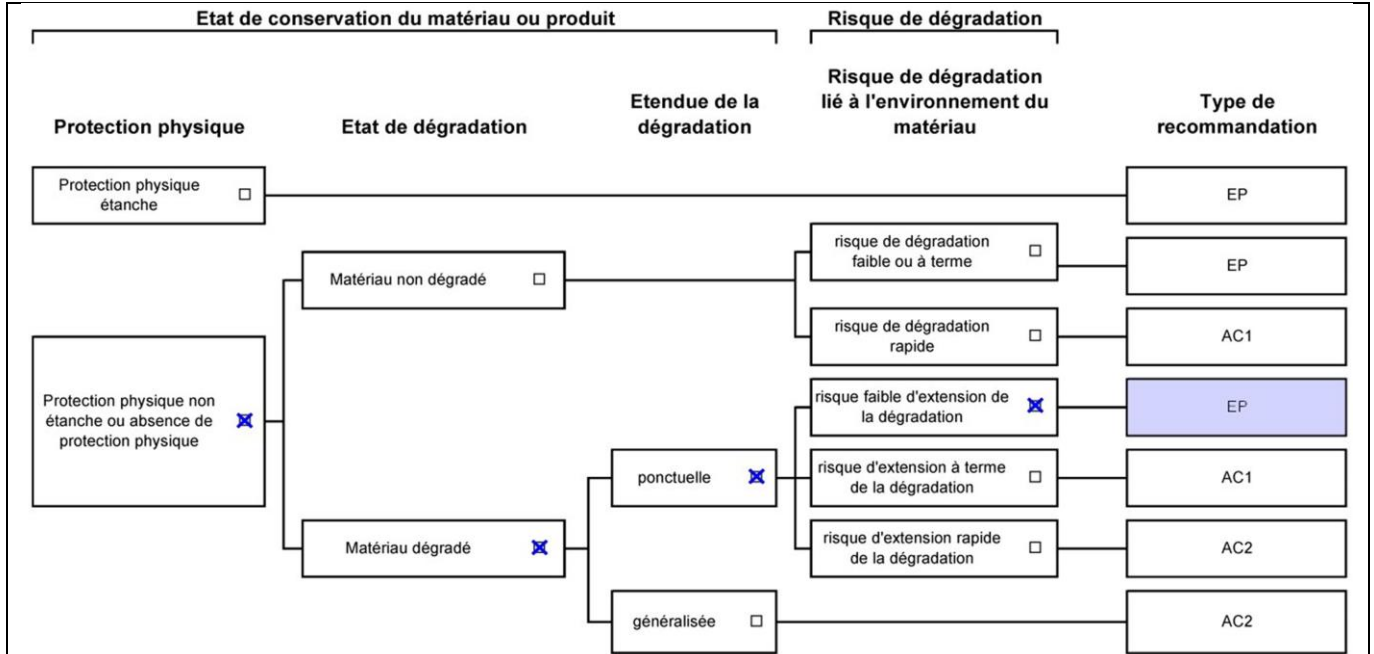 Etat de conservation du matériau ou produit
Risque de dégradation
Protection physique
Etat de dégradation
Etendue de la
dégradation
Risque de dégradation
lié à l'environnement du
matériau
Type de
recommandation
Protection physique
étanche
EP
risque de dégradation
faible ou à terme
EP
Matériau non dégradé
risque de dégradation
rapide
AC1
Protection physique non
étanche ou absence de
protection physique
risque faible d'extension de
la dégradation
EP
ponctuelle
risque d'extension à terme
de la dégradation
AC1
Matériau dégradé
risque d'extension rapide
de la dégradation
AC2
généralisée
AC2